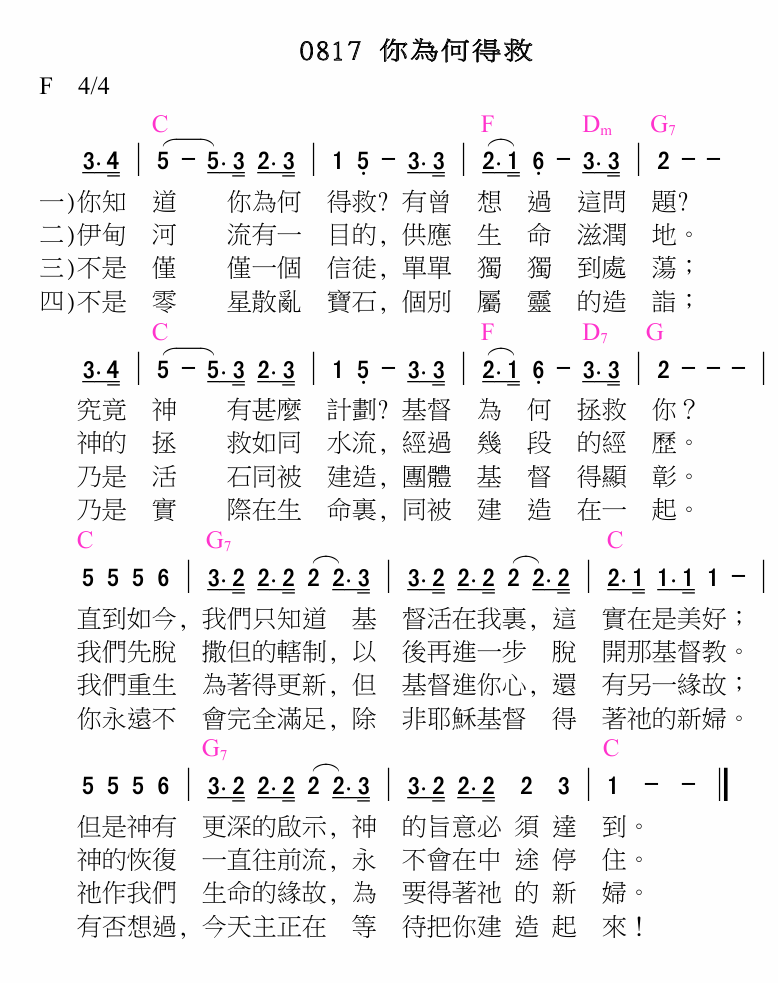 0817 你為何得救
F 4/4
C F Dm G7
3·4 | 5 - 5·3 2·3 | 1 5 - 3·3 | 2·1 6 - 3·3 | 2 - -
一)你知 道 你為何 得救? 有曾 想 過 這問 題?
二)伊甸 河 流有一 目的, 供應 生 命 滋潤 地。
三)不是 僅 僅一個 信徒, 單單 獨 獨 到處 蕩;
四)不是 零 星散亂 寶石, 個別 屬 靈 的造 詣;
C F D7 G
3·4 | 5 - 5·3 2·3 | 1 5 - 3·3 | 2·1 6 - 3·3 | 2 - - - |
究竟 神 有甚麼 計劃? 基督 為 何 拯救 你?
神的 拯 救如同 水流, 經過 幾 段 的經 歷。
乃是 活 石同被 建造, 團體 基 督 得顯 彰。
乃是 實 際在生 命裏, 同被 建 造 在一 起。
C G7 C
5 5 5 6 | 3·2 2·2 2 2·3 | 3·2 2·2 2 2·2 | 2·1 1·1 1 - |
直到如今, 我們只知道 基 督活在我裏, 這 實在是美好;
我們先脫 撒但的轄制, 以 後再進一步 脫 開那基督教。
我們重生 為著得更新, 但 基督進你心, 還 有另一緣故;
你永遠不 會完全滿足, 除 非耶穌基督 得 著祂的新婦。
G7 C
5 5 5 6 | 3·2 2·2 2 2·3 | 3·2 2·2 2 3 | 1 - - ‖
但是神有 更深的啟示, 神 的旨意必 須 達 到。
神的恢復 一直往前流, 永 不會在中 途 停 住。
祂作我們 生命的緣故, 為 要得著祂 的 新 婦。
有否想過, 今天主正在 等 待把你建 造 起 來!